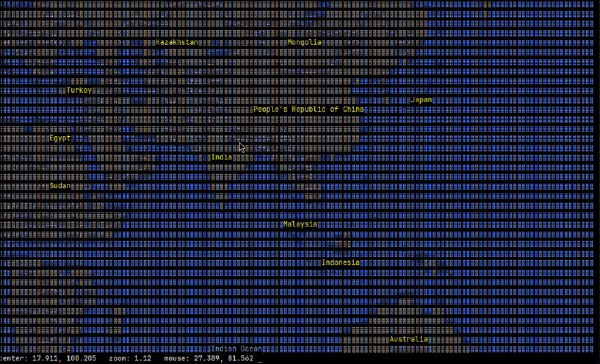 Kazakhstan Mongolia
Turkey
Japan
People's Republic of China
Egypt
India
Sudan
Malaysia
Indonesia
Australia
Indian Ocean
center: 17.911, 100.205 zoom: 1.12 mouse: 27.389, 81.562